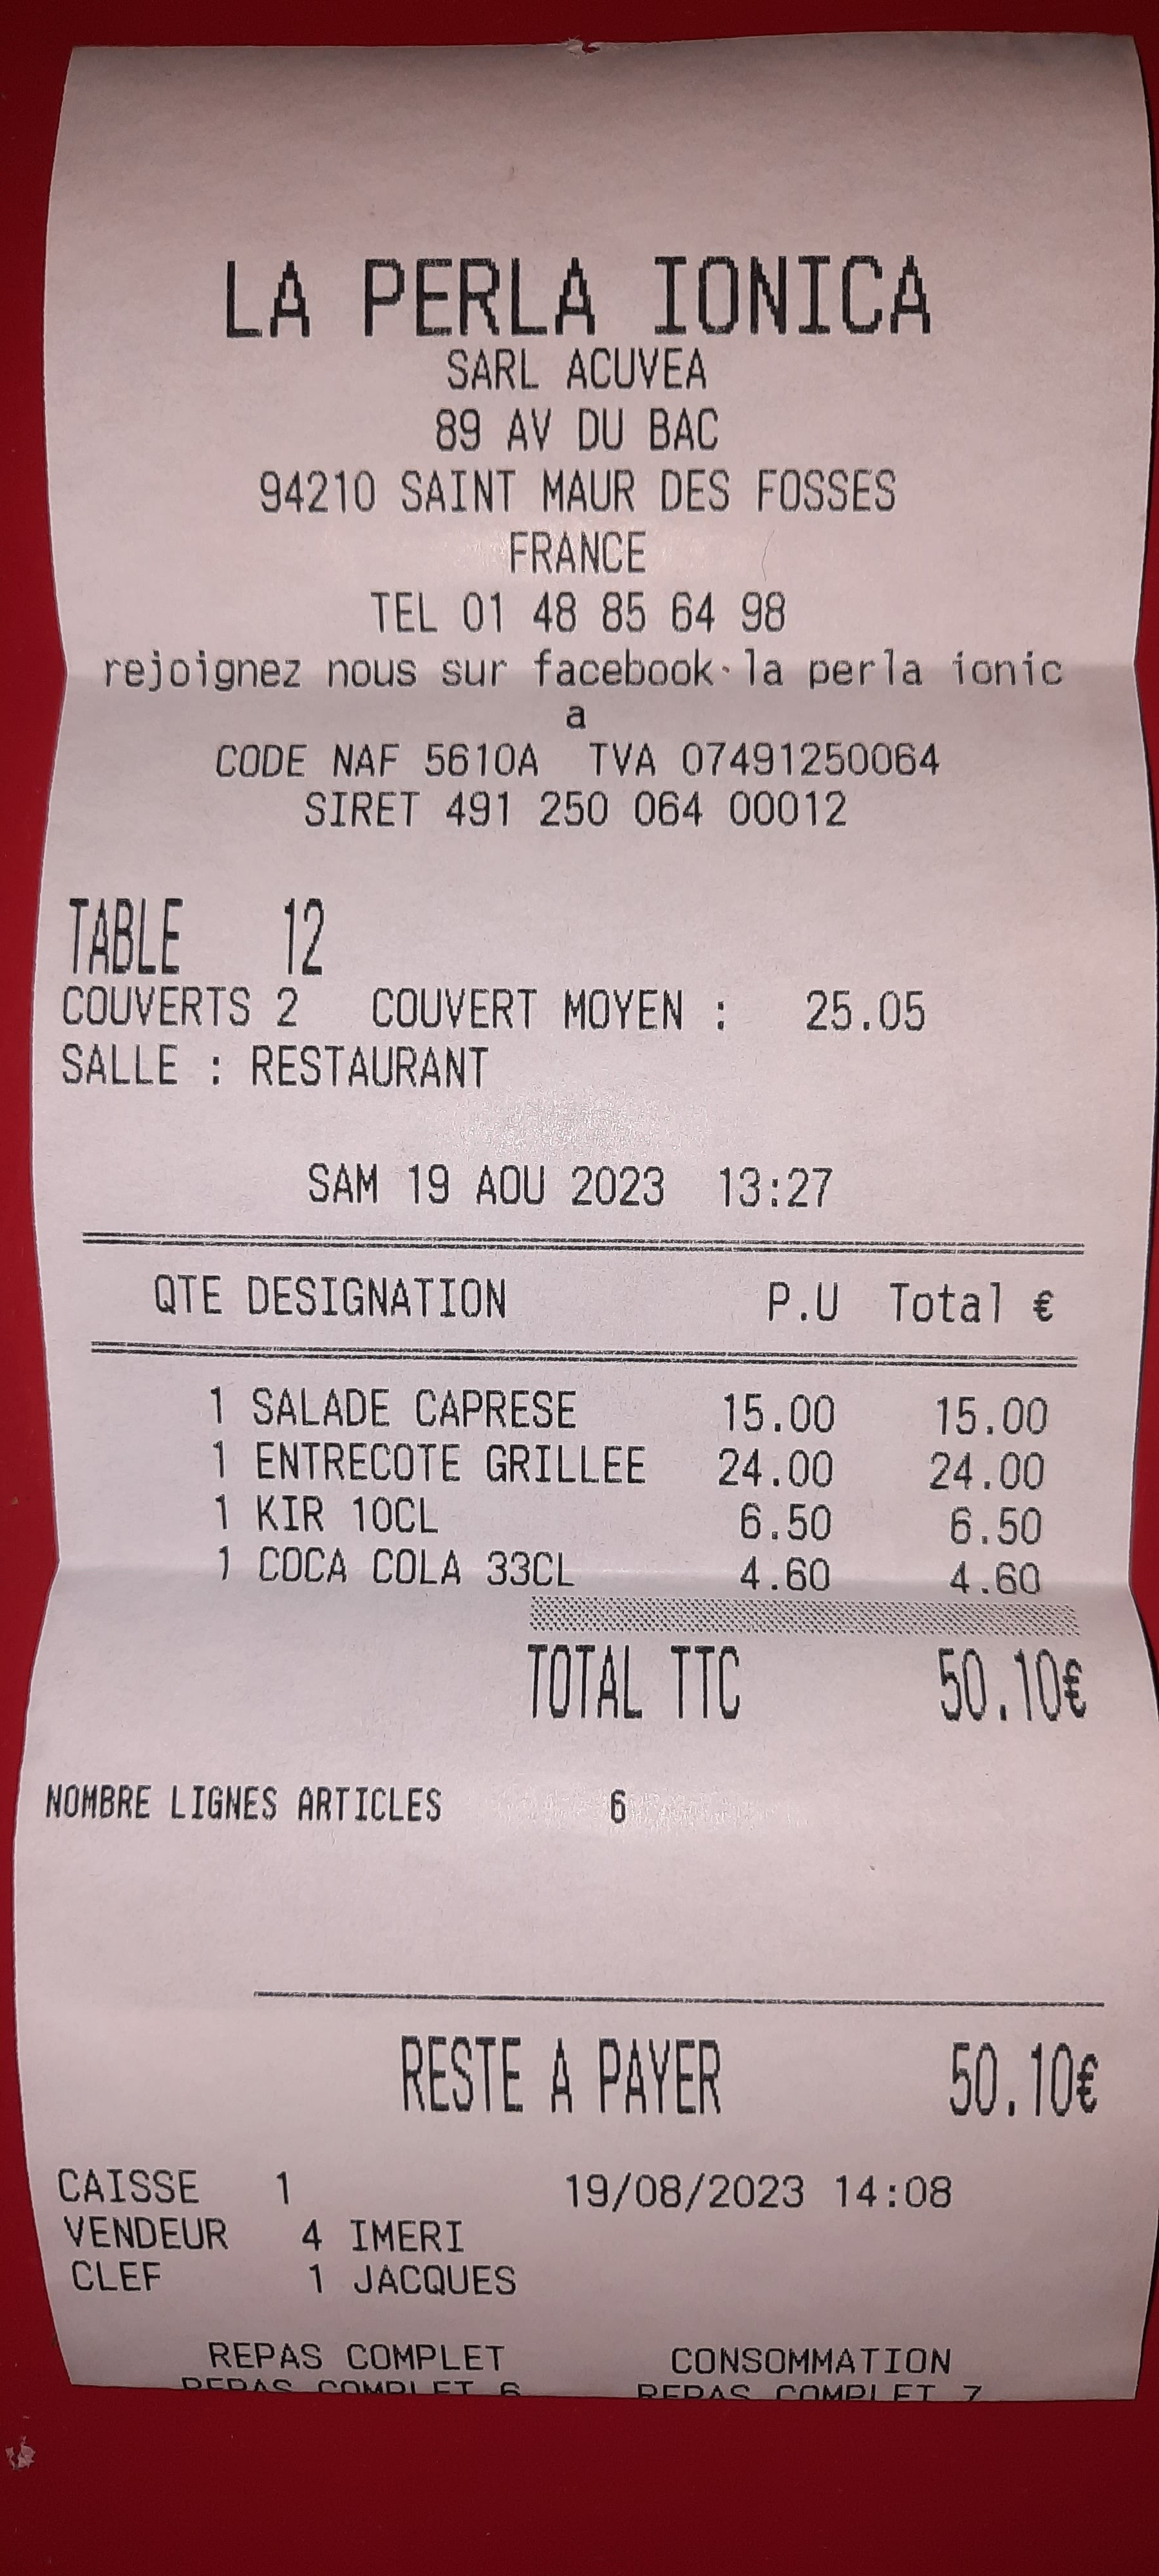 LA PERLA IONICA
SARL ACUVEA
89 AV DU BAC
94210 SAINT MAUR DES FOSSES
FRANCE
TEL 01 48 85 64 98
rejoignez nous sur facebook·la perla ionic
a
CODE NAF 5610A TVA 07491250064
SIRET 491 250 064 00012
TABLE 12
COUVERTS 2 COUVERT MOYEN : 25.05
SALLE : RESTAURANT
SAM 19 AOU 2023 13:27
QTE DESIGNATION P.U Total €
1 SALADE CAPRESE 15.00 15.00
1 ENTRECOTE GRILLEE 24.00 24.00
1 KIR 10CL 6.50 6.50
1 COCA COLA 33CL 4.60 4.60
TOTAL TTC 50.10€
NOMBRE LIGNES ARTICLES 6
RESTE A PAYER 50.10€
CAISSE 1 19/08/2023 14:08
VENDEUR 4 IMERI
CLEF 1 JACQUES
REPAS COMPLET CONSOMMATION
REPAS COMPLET 6 REPAS COMPLET 7